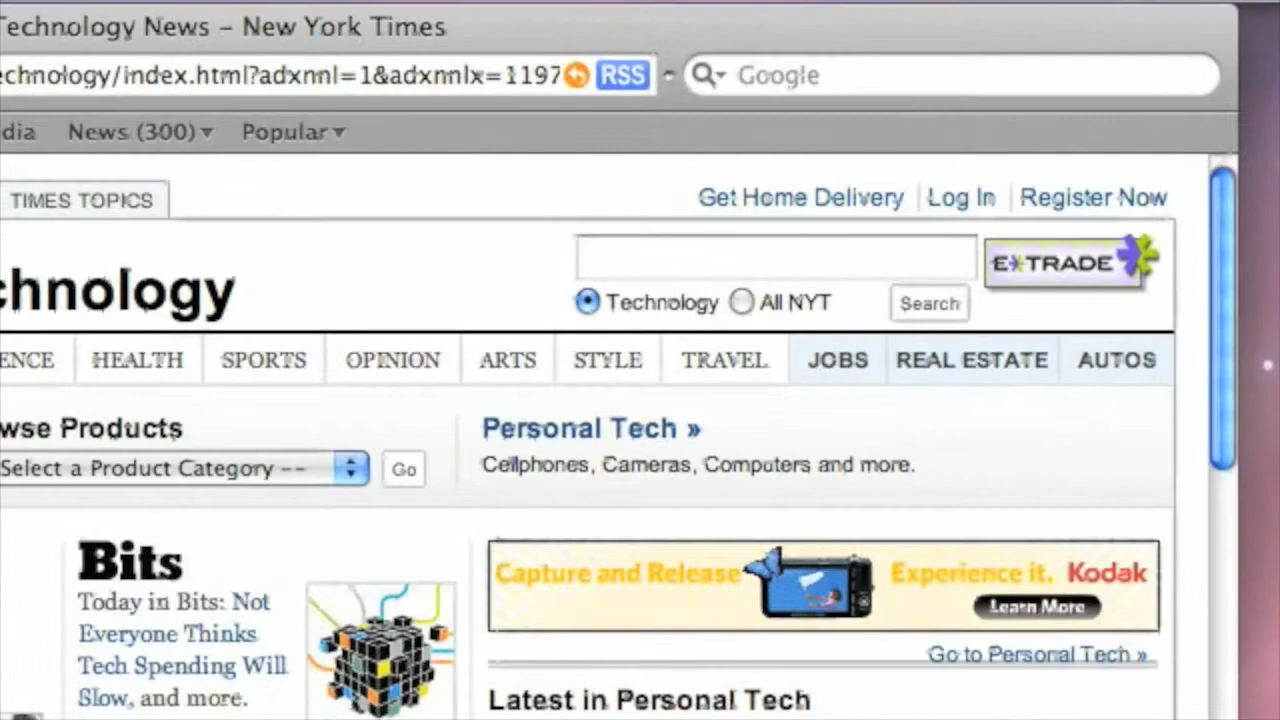 Technology News – New York Times
echnology/index.html?adxnnl=1&adxnnlx=1197 RSS Google
dia News (300) Popular
TIMES TOPICS Get Home Delivery Log In Register Now
E*TRADE
chnology
Technology All NYT Search
ENCE HEALTH SPORTS OPINION ARTS STYLE TRAVEL JOBS REAL ESTATE AUTOS
wse Products
Select a Product Category -- Go
Personal Tech »
Cellphones, Cameras, Computers and more.
Bits
Today in Bits: Not
Everyone Thinks
Tech Spending Will
Slow, and more.
Capture and Release Experience it. Kodak
Learn More
Go to Personal Tech »
Latest in Personal Tech